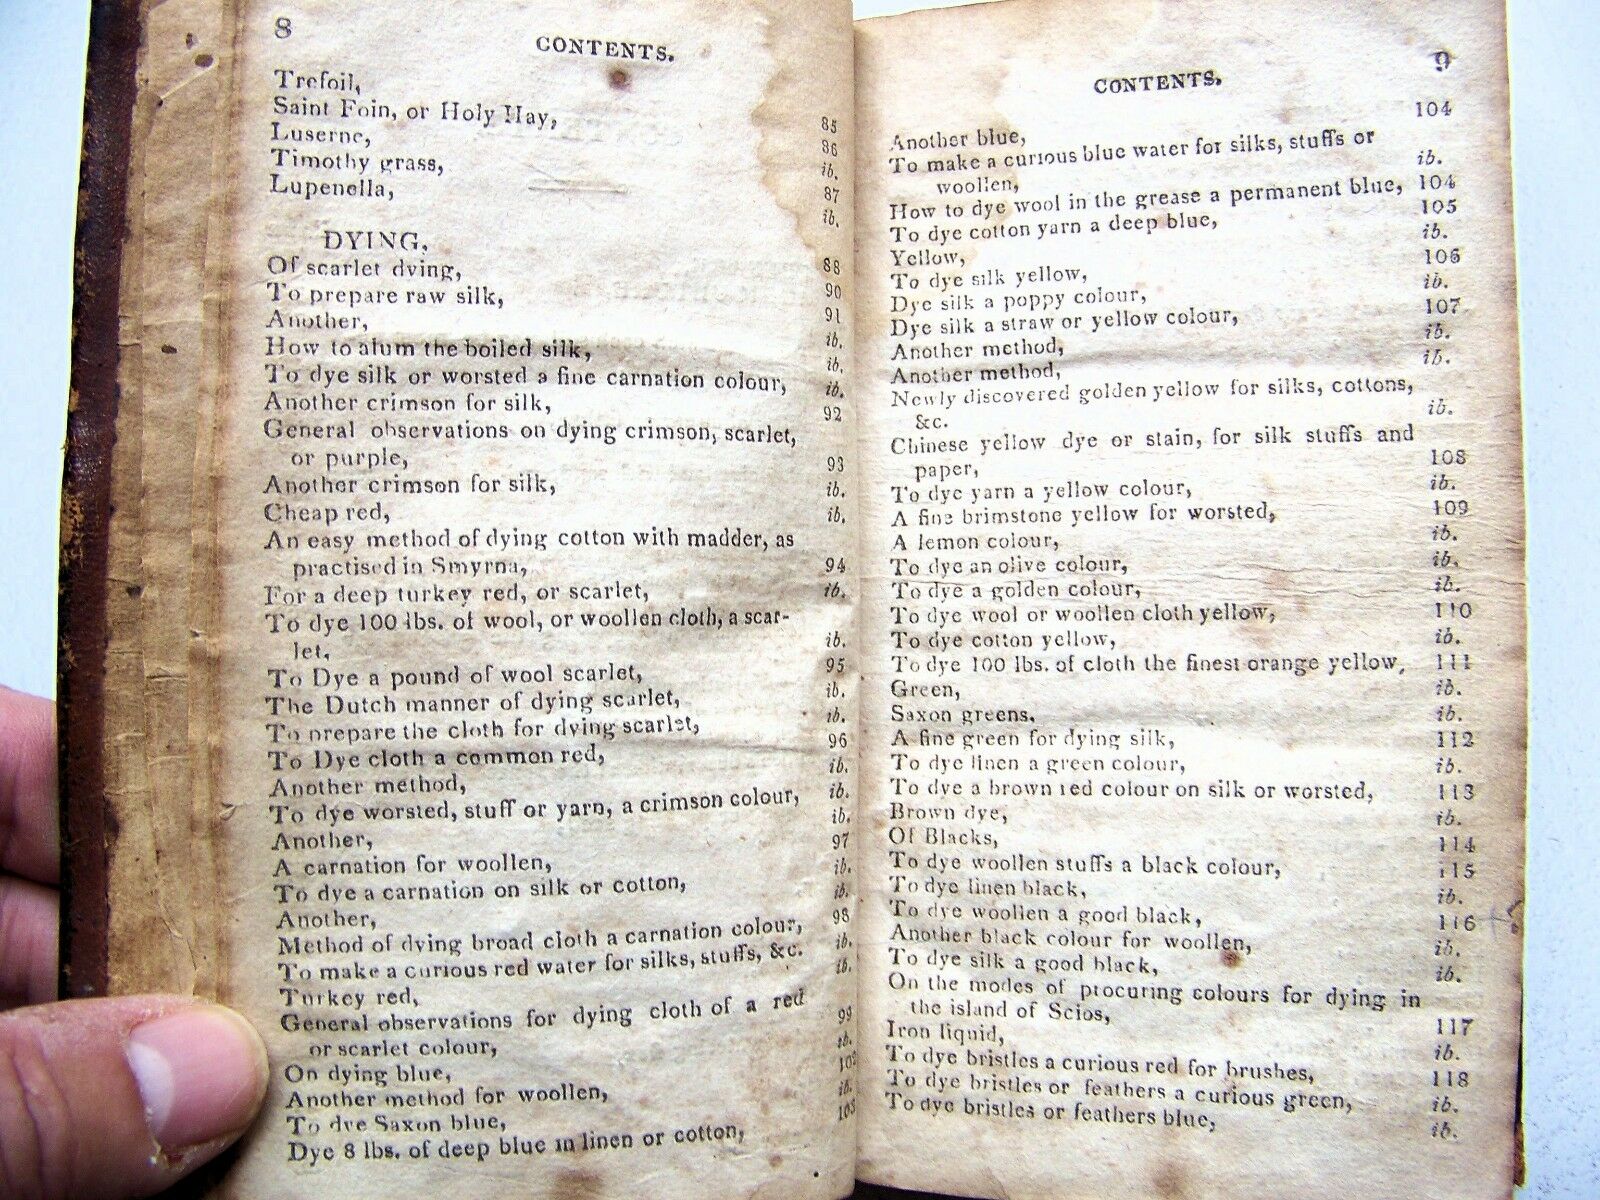 8
CONTENTS.
Trefoil, 85
Saint Foin, or Holy Hay, 86
Luserne, ib.
Timothy grass, 87
Lupenella, ib.
DYING.
Of scarlet dying, 88
To prepare raw silk, 90
Another, 91
How to alum the boiled silk, ib.
To dye silk or worsted a fine carnation colour, ib.
Another crimson for silk, ib.
General observations on dying crimson, scarlet, 92
or purple,
Another crimson for silk, 93
Cheap red, ib.
An easy method of dying cotton with madder, as ib.
practised in Smyrna,
For a deep turkey red, or scarlet, 94
To dye 100 lbs. of wool, or woollen cloth, a scar- ib.
let,
To Dye a pound of wool scarlet, ib.
The Dutch manner of dying scarlet, 95
To prepare the cloth for dying scarlet, ib.
To Dye cloth a common red, ib.
Another method, 96
To dye worsted, stuff or yarn, a crimson colour, ib.
Another, ib.
A carnation for woollen, ib.
To dye a carnation on silk or cotton, 97
Another, ib.
Method of dying broad cloth a carnation colour, ib.
To make a curious red water for silks, stuffs, &c. 98
Turkey red, ib.
General observations for dying cloth of a red ib.
or scarlet colour,
On dying blue, 99
Another method for woollen, ib.
To dye Saxon blue, 102
Dye 8 lbs. of deep blue in linen or cotton, ib.
103
9
CONTENTS.
Another blue, 104
To make a curious blue water for silks, stuffs or
woollen, ib.
How to dye wool in the grease a permanent blue, 104
To dye cotton yarn a deep blue, 105
Yellow, ib.
To dye silk yellow, 106
Dye silk a poppy colour, ib.
Dye silk a straw or yellow colour, 107
Another method, ib.
Another method, ib.
Newly discovered golden yellow for silks, cottons,
&c. ib.
Chinese yellow dye or stain, for silk stuffs and
paper, 108
To dye yarn a yellow colour, ib.
A fine brimstone yellow for worsted, 109
A lemon colour, ib.
To dye an olive colour, ib.
To dye a golden colour, ib.
To dye wool or woollen cloth yellow, 110
To dye cotton yellow, ib.
To dye 100 lbs. of cloth the finest orange yellow, 111
Green, ib.
Saxon greens, ib.
A fine green for dying silk, 112
To dye linen a green colour, ib.
To dye a brown red colour on silk or worsted, 113
Brown dye, ib.
Of Blacks, 114
To dye woollen stuffs a black colour, 115
To dye linen black, ib.
To dye woollen a good black, 116
Another black colour for woollen, ib.
To dye silk a good black, ib.
On the modes of procuring colours for dying in
the island of Scios, 117
Iron liquid, ib.
To dye bristles a curious red for brushes, 118
To dye bristles or feathers a curious green, ib.
To dye bristles or feathers blue, ib.